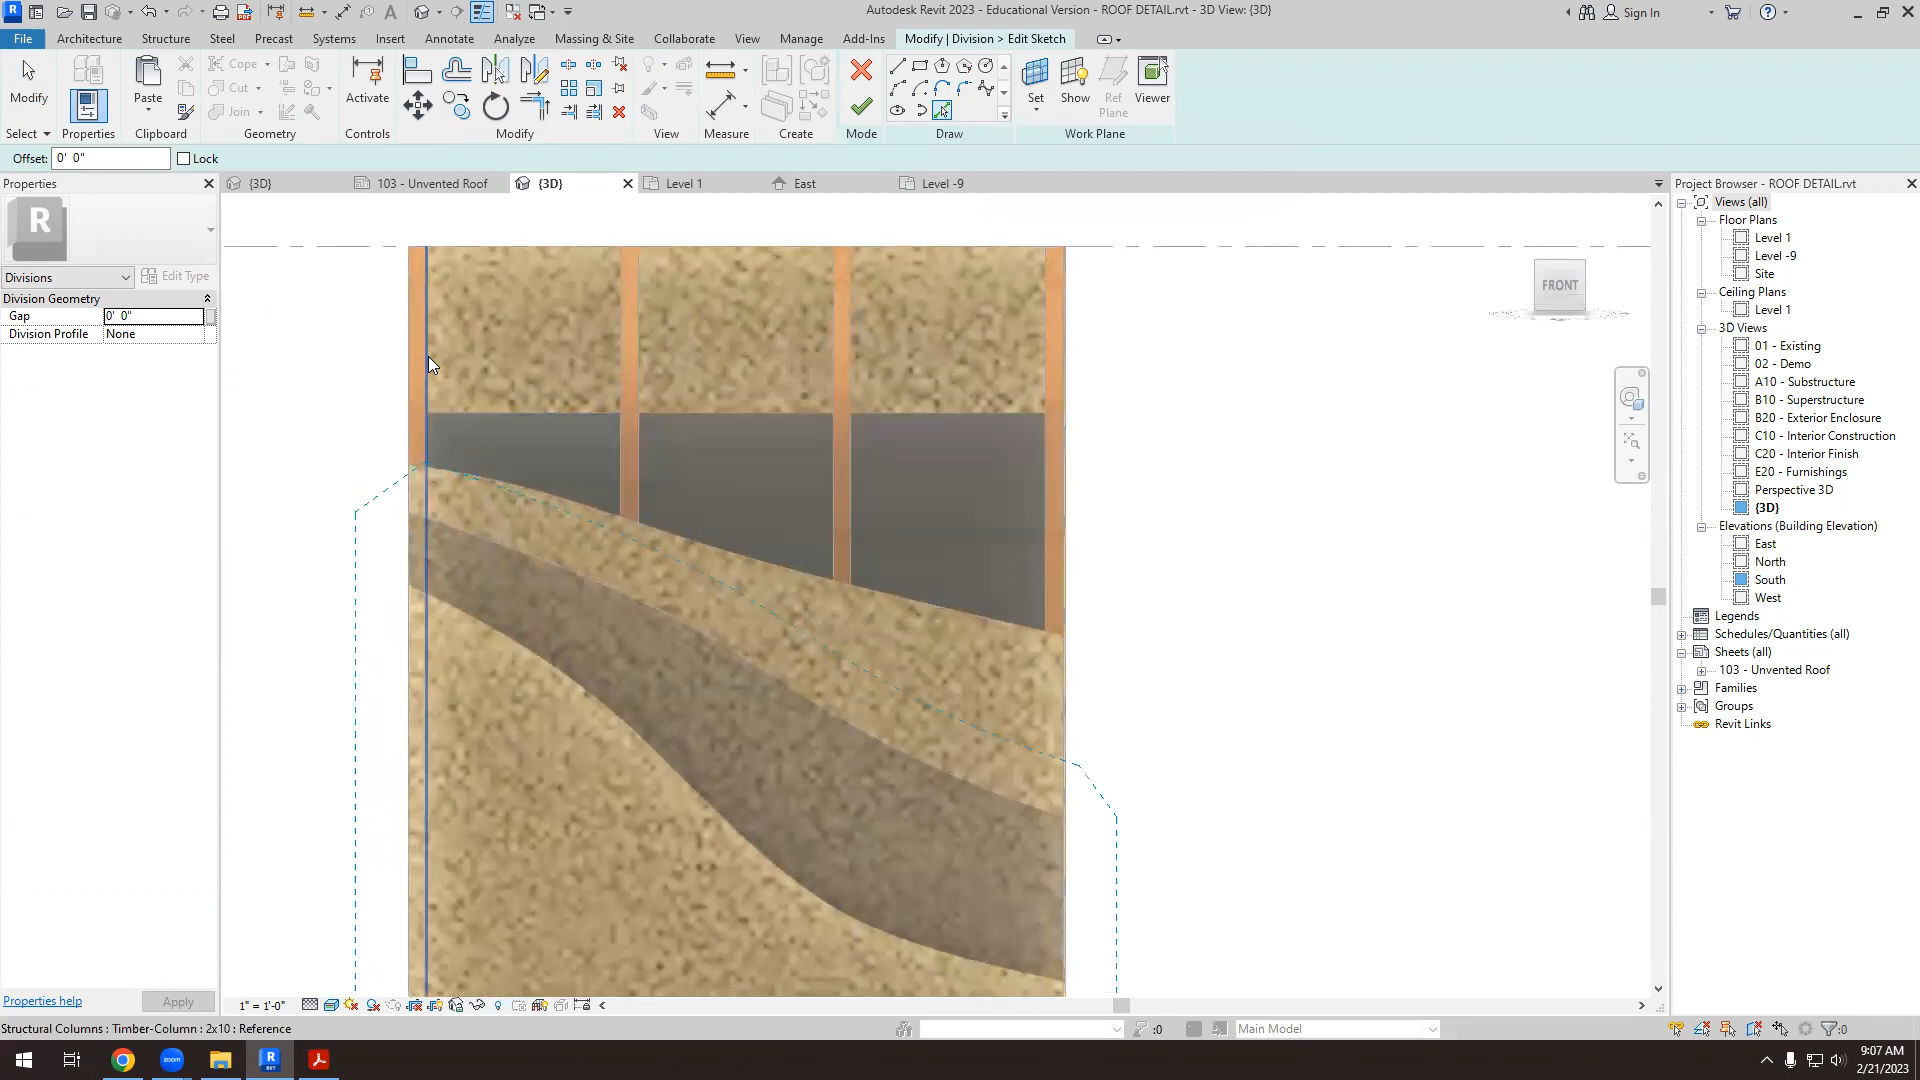 Autodesk Revit 2023 - Educational Version - ROOF DETAIL.rvt - 3D View: {3D}
Sign In
File Architecture Structure Steel Precast Systems Insert Annotate Analyze Massing & Site Collaborate View Manage Add-Ins Modify | Division > Edit Sketch
Modify
Paste
Cope
Cut
Join
Activate
Set
Show
Ref Plane
Viewer
Select Properties Clipboard Geometry Controls Modify View Measure Create Mode Draw Work Plane
Offset: 0' 0" Lock
Properties
{3D}
103 - Unvented Roof
{3D}
Level 1
East
Level -9
Project Browser - ROOF DETAIL.rvt
R
Divisions
Edit Type
Division Geometry
Gap 0' 0"
Division Profile None
FRONT
Views (all)
Floor Plans
Level 1
Level -9
Site
Ceiling Plans
Level 1
3D Views
01 - Existing
02 - Demo
A10 - Substructure
B10 - Superstructure
B20 - Exterior Enclosure
C10 - Interior Construction
C20 - Interior Finish
E20 - Furnishings
Perspective 3D
{3D}
Elevations (Building Elevation)
East
North
South
West
Legends
Schedules/Quantities (all)
Sheets (all)
103 - Unvented Roof
Families
Groups
Revit Links
Properties help
Apply
1" = 1'-0"
Structural Columns : Timber-Column : 2x10 : Reference
:0
Main Model
:0
zoom
R
RVT
9:07 AM
2/21/2023